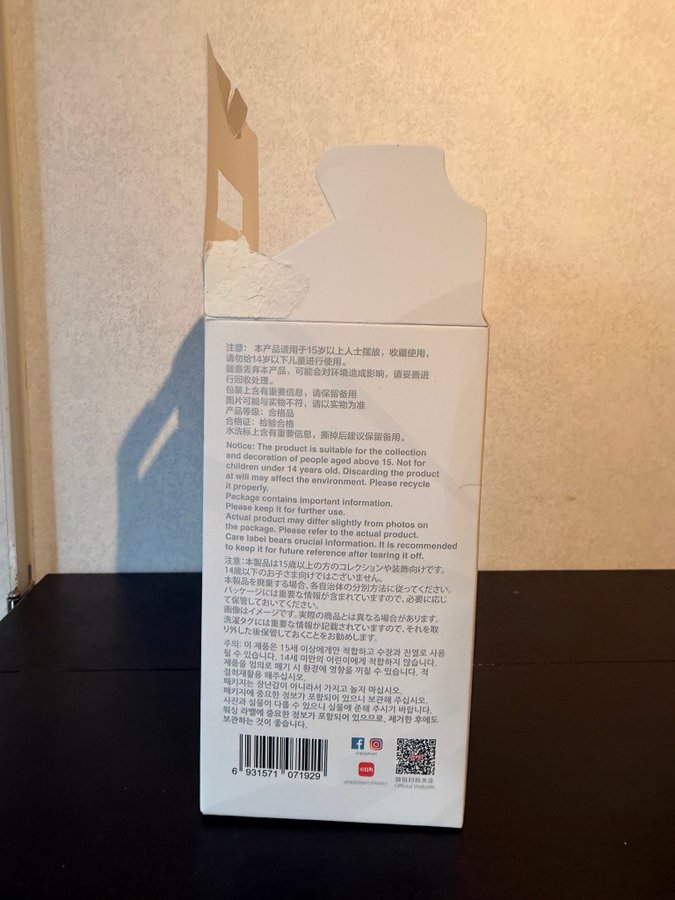 注意： 本产品适用于15岁以上人士摆放，收藏使用，
请勿给14岁以下儿童进行使用。
随意丢弃本产品，可能会对环境造成影响，请妥善进
行回收处理。
包装上含有重要信息，请保留备用
图片可能与实物不符，请以实物为准
产品等级：合格品
合格证：检验合格
水洗标上含有重要信息，撕掉后建议保留备用。
Notice: The product is suitable for the collection
and decoration of people aged above 15. Not for
children under 14 years old. Discarding the product
at will may affect the environment. Please recycle
it properly.
Package contains important information.
Please keep it for further use.
Actual product may differ slightly from photos on
the package. Please refer to the actual product.
Care label bears crucial information. It is recommended
to keep it for future reference after tearing it off.
注意：本製品は15歳以上の方のコレクションや装飾向けです。
14歳以下のお子さま向けではございません。
本製品を廃棄する場合、各自治体の分別方法に従ってください。
パッケージには重要な情報が含まれていますので、必要に応じ
て保管しておいてください。
画像はイメージです。実際の商品とは異なる場合があります。
洗濯タグには重要な情報が記載されていますので、それを取
り外した後保管しておくことをお勧めします。
주의: 이 제품은 15세 이상에게만 적합하고 수장과 진열로 사용
될 수 있습니다. 14세 미만의 어린이에게 적합하지 않습니다.
제품을 임의로 폐기 시 환경에 영향을 끼칠 수 있습니다. 적
절히재활용 해주십시오.
패키지는 장난감이 아니라서 가지고 놀지 마십시오.
패키지에 중요한 정보가 포함되어 있으니 보관해 주십시오.
사진과 실물이 다를 수 있으니 실물에 준해 주시기 바랍니다.
워싱 라벨에 중요한 정보가 포함되어 있으므로, 제거한 후에도
보관하는 것이 좋습니다.
6 931571 071929
微信扫码关注
Official Website